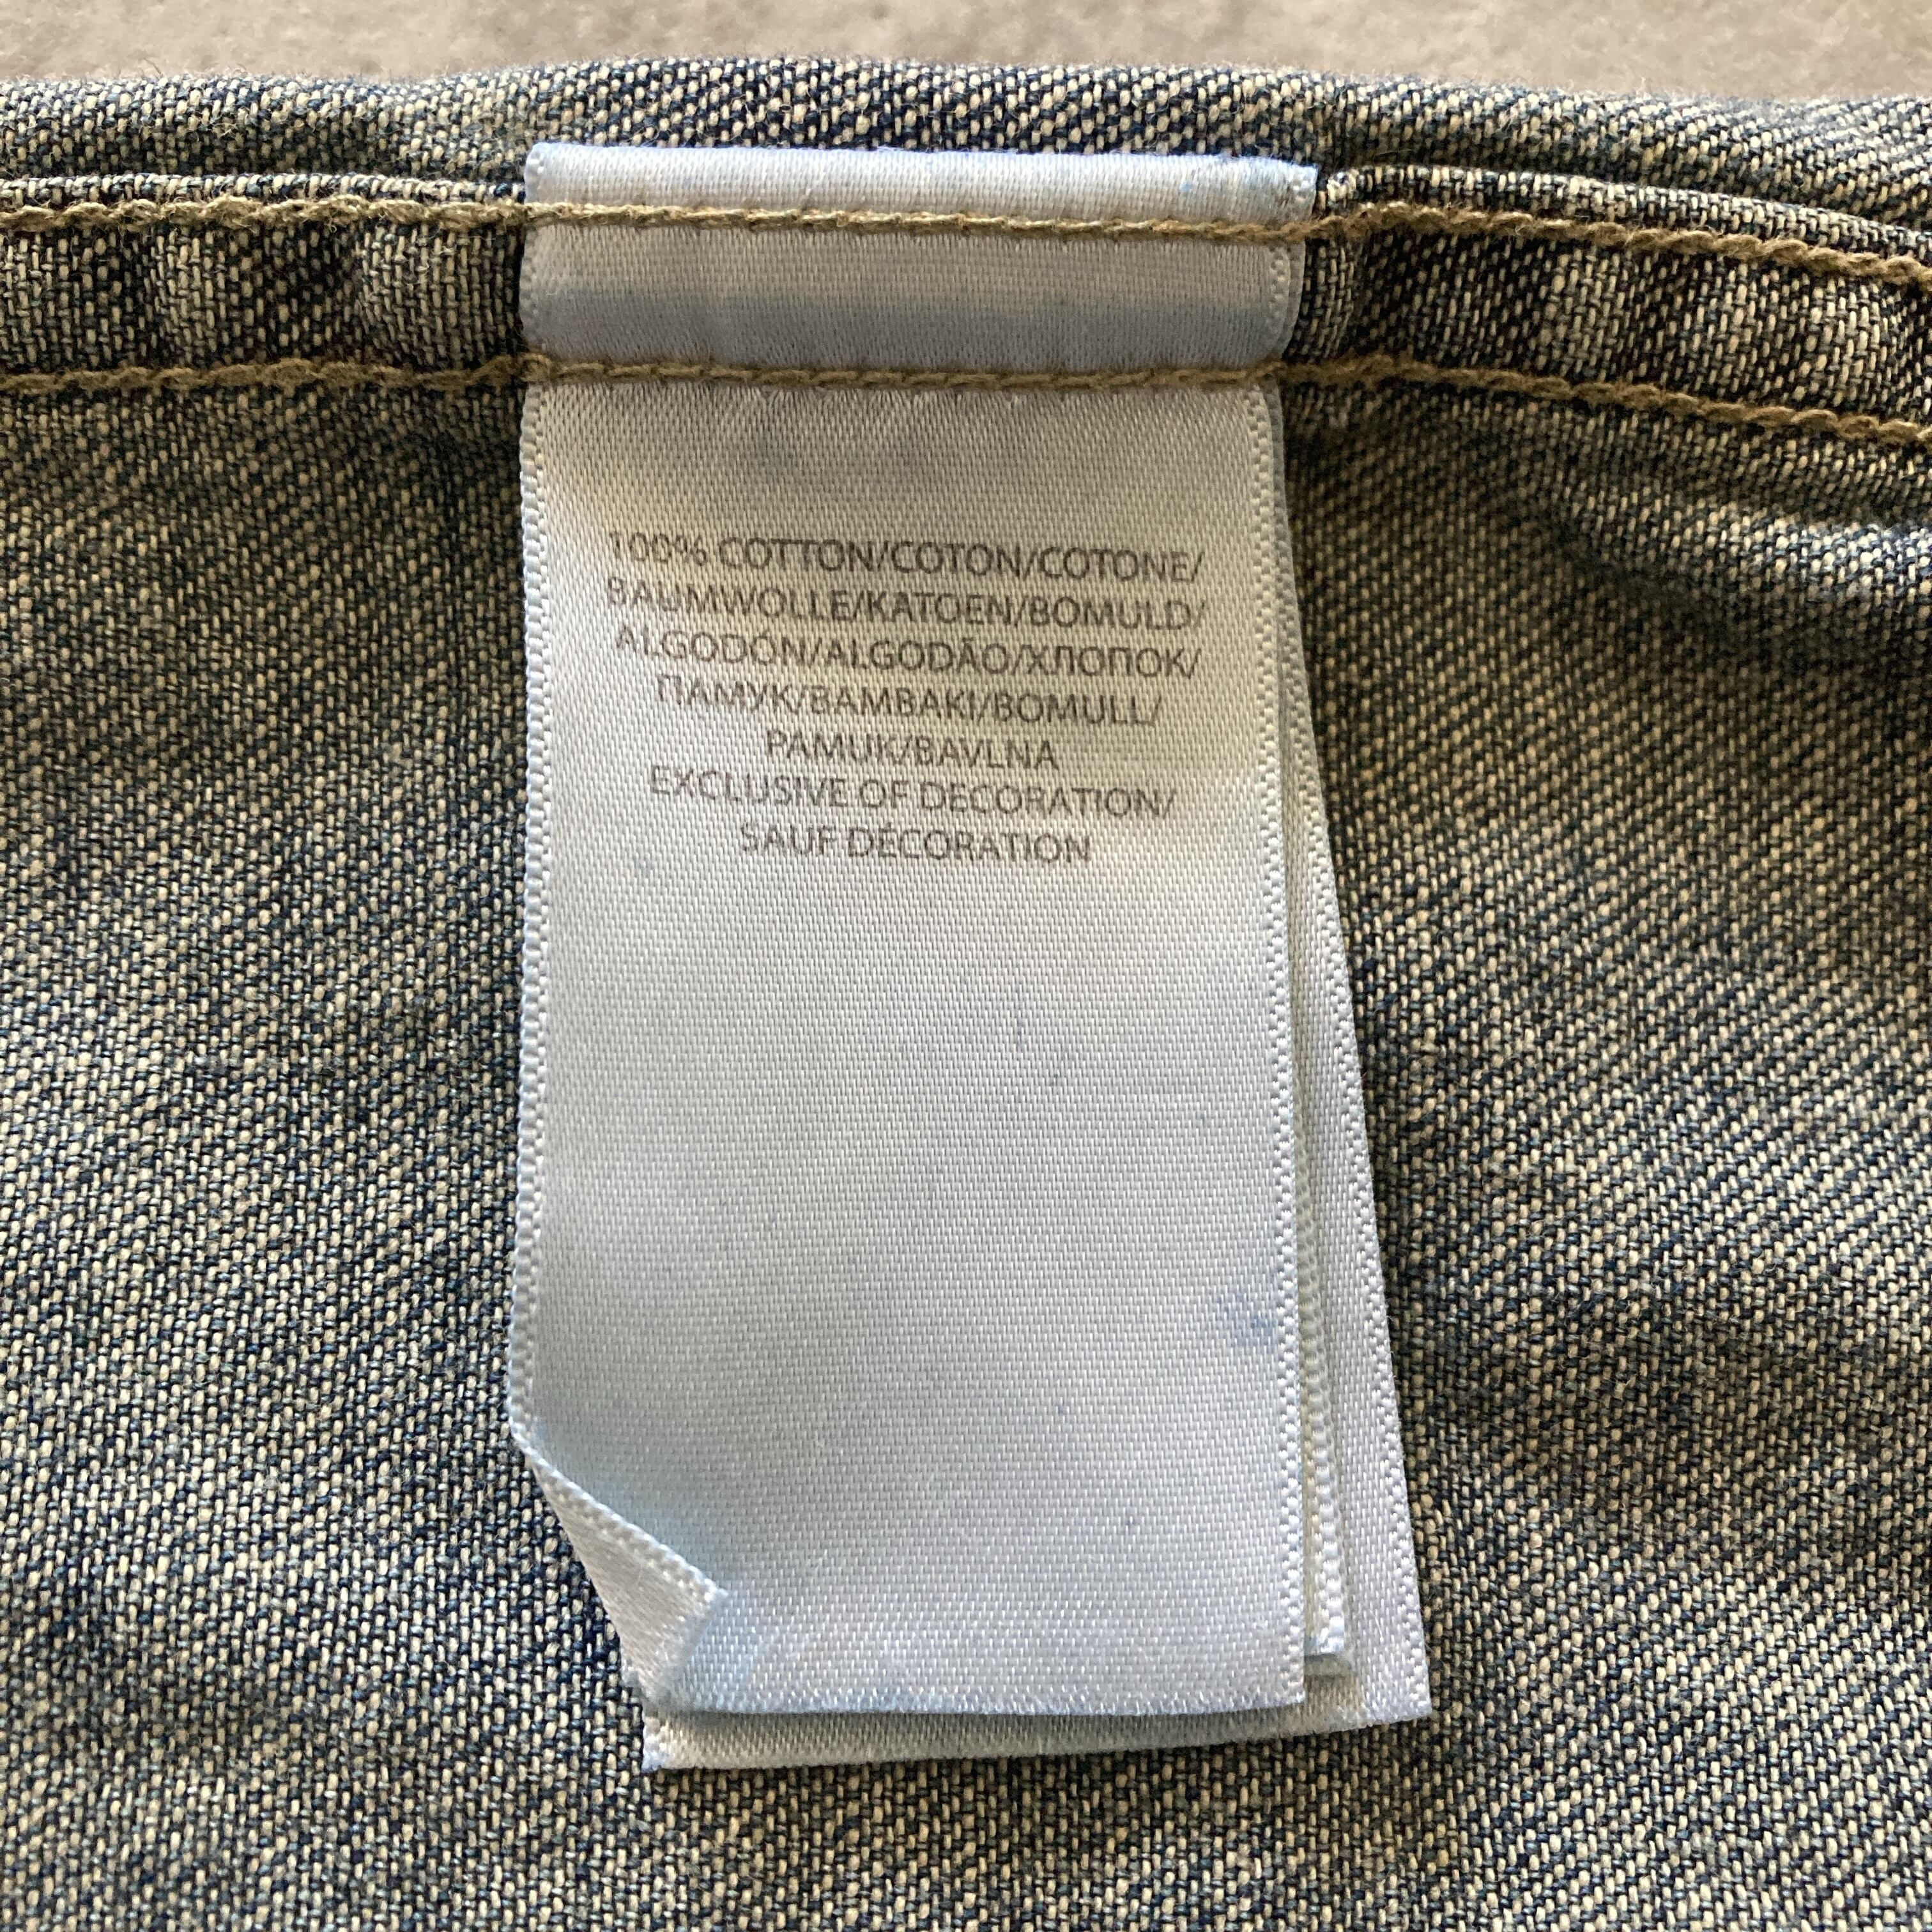 100% COTTON/COTON/COTONE/
BAUMWOLLE/KATOEN/BOMULD/
ALGODÓN/ALGODÃO/ХЛОПОК/
ПАМУК/BAMBAKI/BOMULL/
PAMUK/BAVLNA
EXCLUSIVE OF DECORATION/
SAUF DÉCORATION